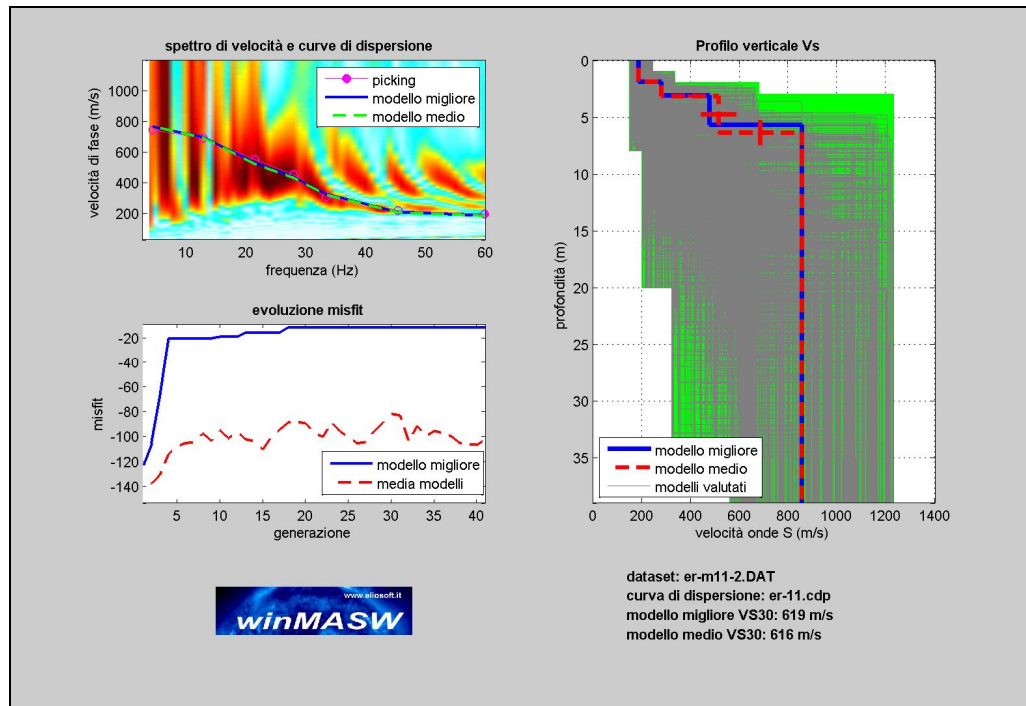 spettro di velocità e curve di dispersione
1000
800
600
400
200
velocità di fase (m/s)
picking
modello migliore
modello medio
10 20 30 40 50 60
frequenza (Hz)
evoluzione misfit
-20
-40
-60
-80
-100
-120
-140
misfit
modello migliore
media modelli
5 10 15 20 25 30 35 40
generazione
www.eliosoft.it
winMASW
Profilo verticale Vs
0
5
10
15
20
25
30
35
profondità (m)
modello migliore
modello medio
modelli valutati
0 200 400 600 800 1000 1200 1400
velocità onde S (m/s)
dataset: er-m11-2.DAT
curva di dispersione: er-11.cdp
modello migliore VS30: 619 m/s
modello medio VS30: 616 m/s